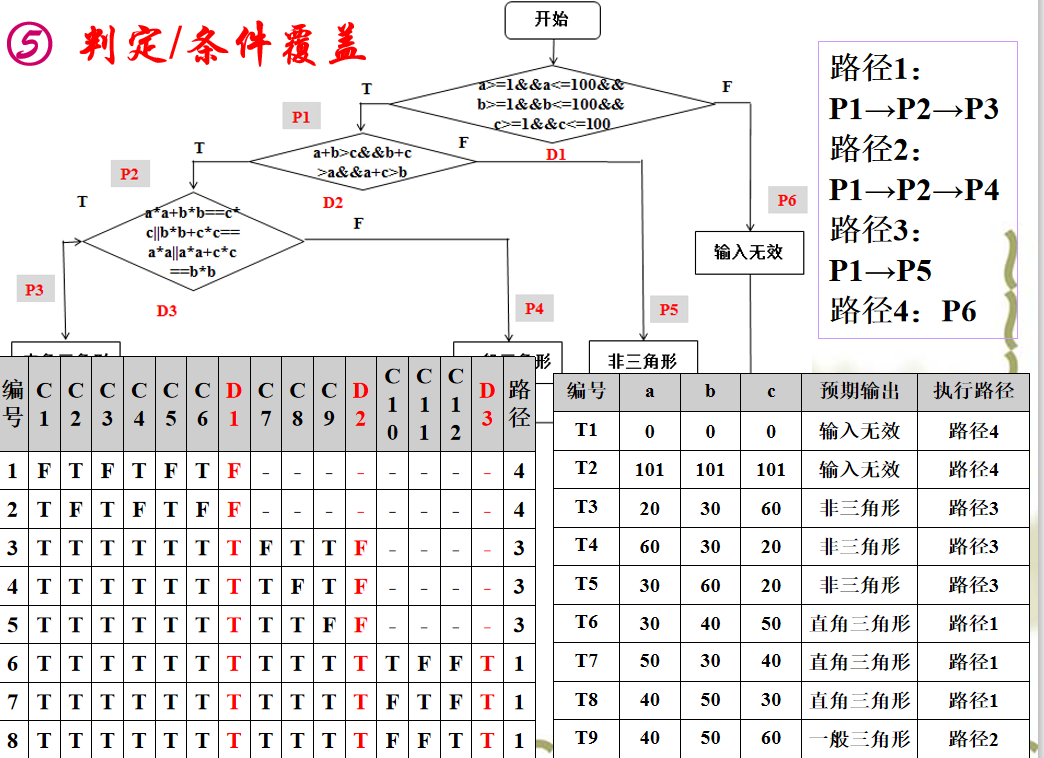 ⑤ 判定/条件覆盖
开始
a>=1&&a<=100&&
b>=1&&b<=100&&
c>=1&&c<=100
T
F
D1
P1
a+b>c&&b+c
>a&&a+c>b
T
F
D2
P2
a*a+b*b==c*
c||b*b+c*c==
a*a||a*a+c*c
==b*b
T
F
D3
P3
P4
P5
P6
输入无效
非三角形
路径1：
P1→P2→P3
路径2：
P1→P2→P4
路径3：
P1→P5
路径4：P6
编号 C1 C2 C3 C4 C5 C6 D1 C7 C8 C9 D2 C10 C11 C12 D3 路径
1 F T F T F T F - - - - - - - - 4
2 T F T F T F F - - - - - - - - 4
3 T T T T T T T F T T F - - - - 3
4 T T T T T T T T F T F - - - - 3
5 T T T T T T T T T F F - - - - 3
6 T T T T T T T T T T T T F F T 1
7 T T T T T T T T T T T F T F T 1
8 T T T T T T T T T T T F F T T 1
编号 a b c 预期输出 执行路径
T1 0 0 0 输入无效 路径4
T2 101 101 101 输入无效 路径4
T3 20 30 60 非三角形 路径3
T4 60 30 20 非三角形 路径3
T5 30 60 20 非三角形 路径3
T6 30 40 50 直角三角形 路径1
T7 50 30 40 直角三角形 路径1
T8 40 50 30 直角三角形 路径1
T9 40 50 60 一般三角形 路径2